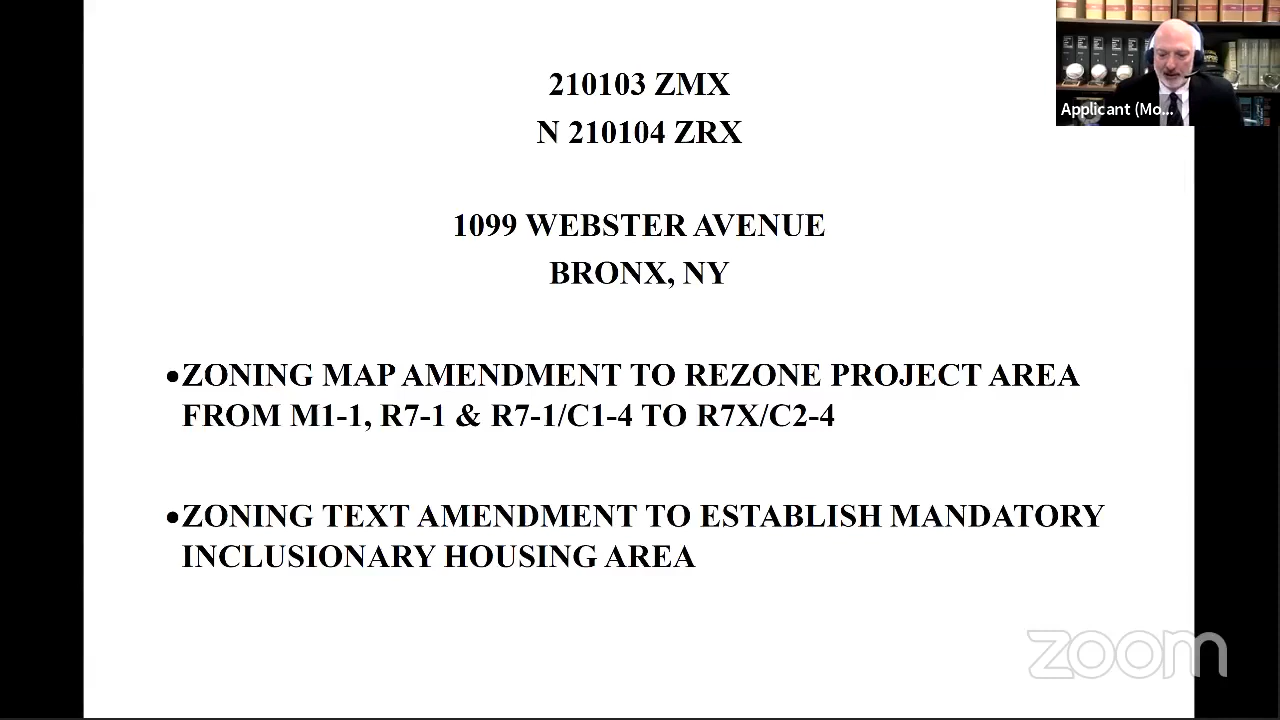 210103 ZMX
N 210104 ZRX
1099 WEBSTER AVENUE
BRONX, NY
•ZONING MAP AMENDMENT TO REZONE PROJECT AREA
FROM M1-1, R7-1 & R7-1/C1-4 TO R7X/C2-4
•ZONING TEXT AMENDMENT TO ESTABLISH MANDATORY
INCLUSIONARY HOUSING AREA
Applicant (Mo...
zoom